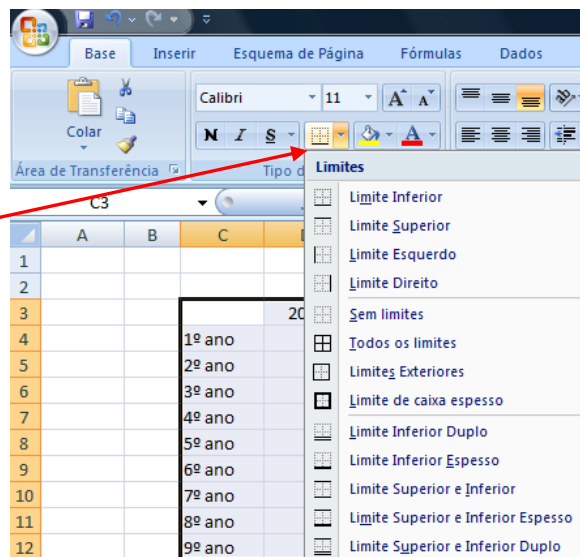 Base Inserir Esquema de Página Fórmulas Dados
Calibri 11 A A
Colar
N I S A
Área de Transferência Tipo d
Limites
C3
Limite Inferior
Limite Superior
Limite Esquerdo
Limite Direito
Sem limites
Todos os limites
Limites Exteriores
Limite de caixa espesso
Limite Inferior Duplo
Limite Inferior Espesso
Limite Superior e Inferior
Limite Superior e Inferior Espesso
Limite Superior e Inferior Duplo
A B C
1
2
3 20
4 1º ano
5 2º ano
6 3º ano
7 4º ano
8 5º ano
9 6º ano
10 7º ano
11 8º ano
12 9º ano